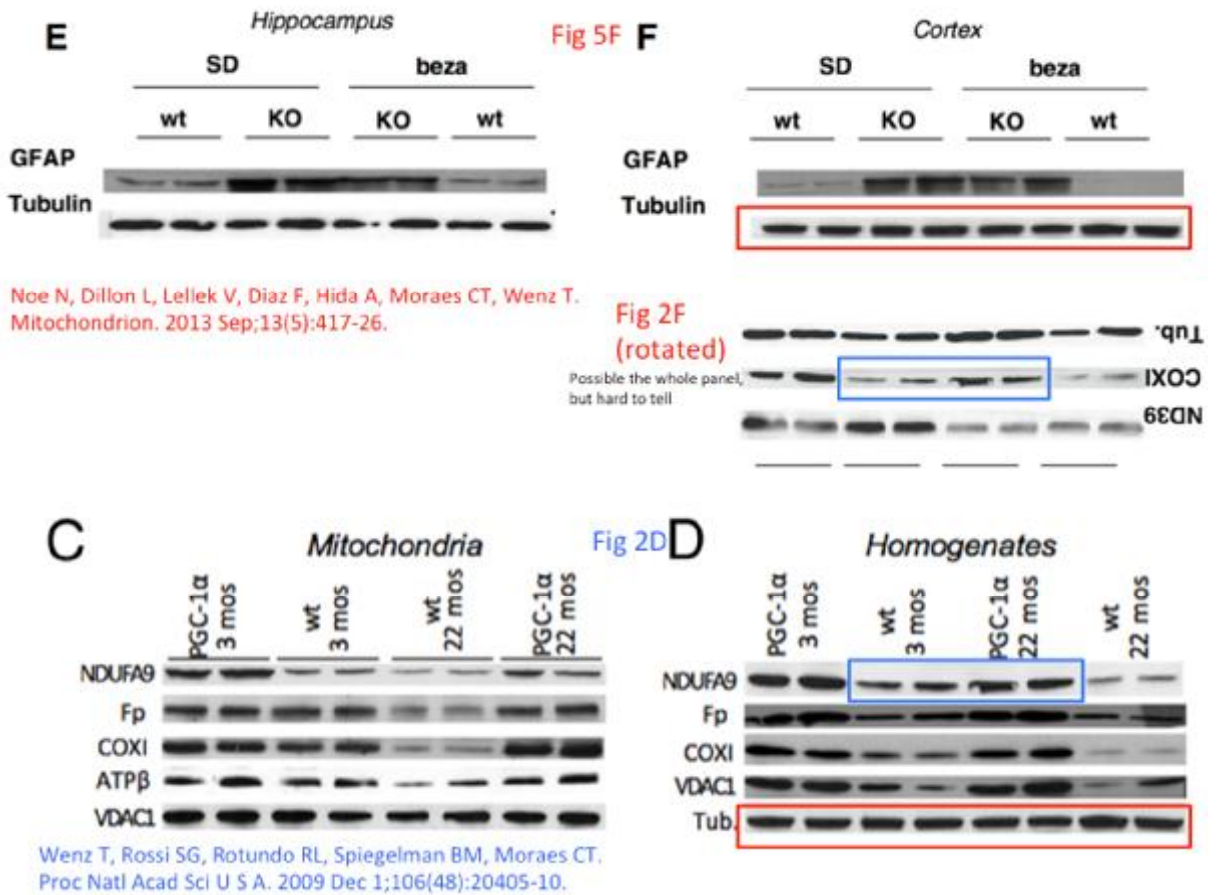 E Hippocampus
SD beza
wt KO KO wt
GFAP
Tubulin
Fig 5F
F Cortex
SD beza
wt KO KO wt
GFAP
Tubulin
Noe N, Dillon L, Lellek V, Diaz F, Hida A, Moraes CT, Wenz T.
Mitochondrion. 2013 Sep;13(5):417-26.
Fig 2F
(rotated)
Possible the whole panel,
but hard to tell
Tub.
COXI
ND39
C Mitochondria
PGC-1α 3 mos
wt 3 mos
wt 22 mos
PGC-1α 22 mos
NDUFA9
Fp
COXI
ATPβ
VDAC1
Fig 2D
D Homogenates
PGC-1α 3 mos
wt 3 mos
PGC-1α 22 mos
wt 22 mos
NDUFA9
Fp
COXI
VDAC1
Tub.
Wenz T, Rossi SG, Rotundo RL, Spiegelman BM, Moraes CT.
Proc Natl Acad Sci U S A. 2009 Dec 1;106(48):20405-10.